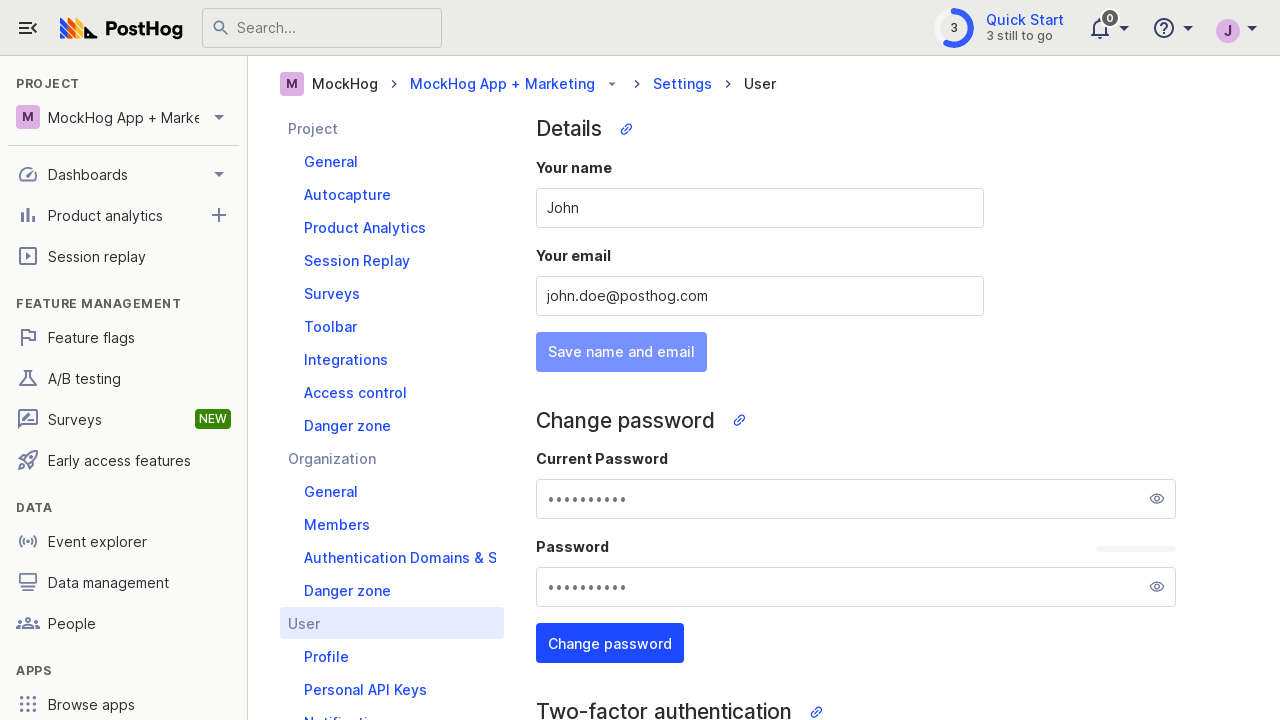 PostHog
Search...
3
Quick Start
3 still to go
0
J
PROJECT
M
MockHog App + Marke
Dashboards
Product analytics
Session replay
FEATURE MANAGEMENT
Feature flags
A/B testing
Surveys
NEW
Early access features
DATA
Event explorer
Data management
People
APPS
Browse apps
M
MockHog
MockHog App + Marketing
Settings
User
Project
General
Autocapture
Product Analytics
Session Replay
Surveys
Toolbar
Integrations
Access control
Danger zone
Organization
General
Members
Authentication Domains & S
Danger zone
User
Profile
Personal API Keys
Details
Your name
John
Your email
john.doe@posthog.com
Save name and email
Change password
Current Password
••••••••••
Password
••••••••••
Change password
Two-factor authentication